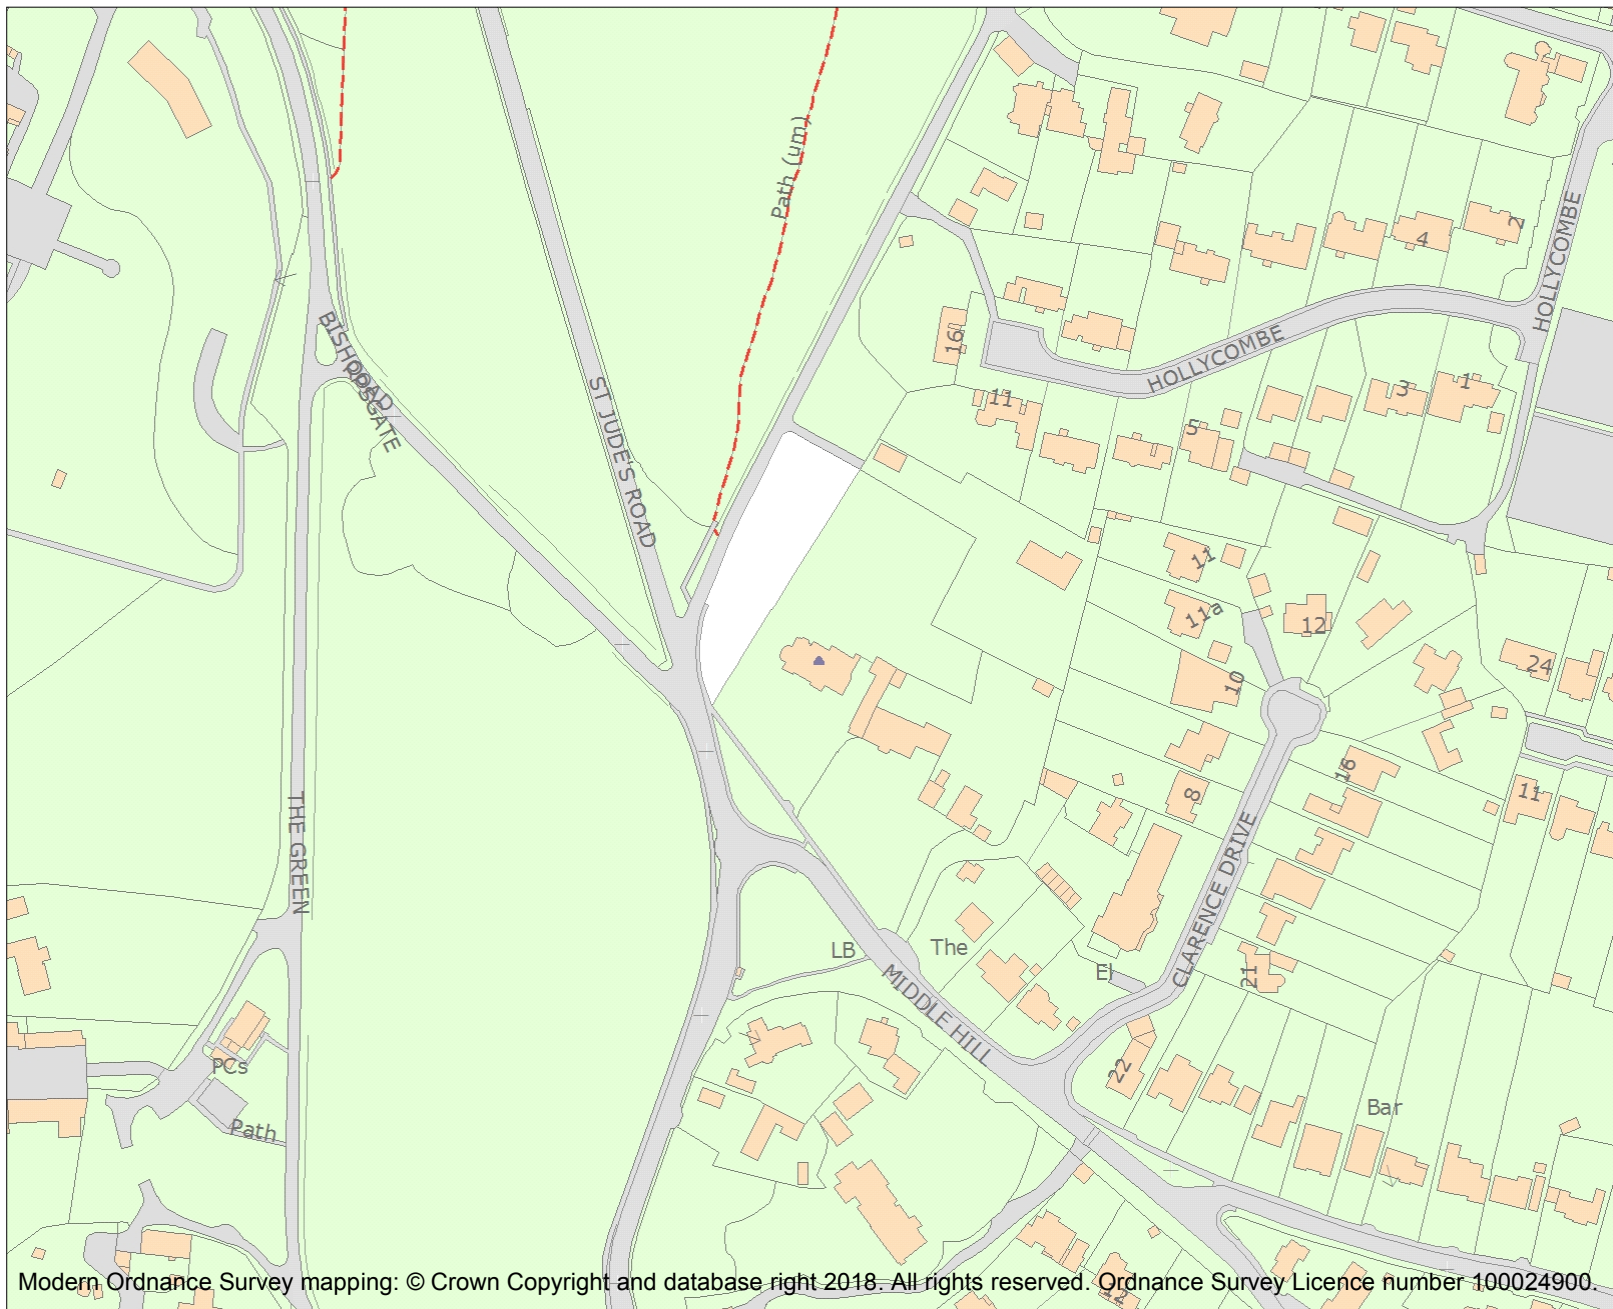 Path (um)
HOLLYCOMBE
2
4
BISHOPSGATE
ROAD
16
HOLLYCOMBE
ST JUDE'S ROAD
11
3
1
5
11
11a
12
24
10
16
8
11
THE GREEN
CLARENCE DRIVE
LB
The
El
21
MIDDLE HILL
PCs
22
Path
Bar
12
Modern Ordnance Survey mapping: © Crown Copyright and database right 2018. All rights reserved. Ordnance Survey Licence number 100024900.